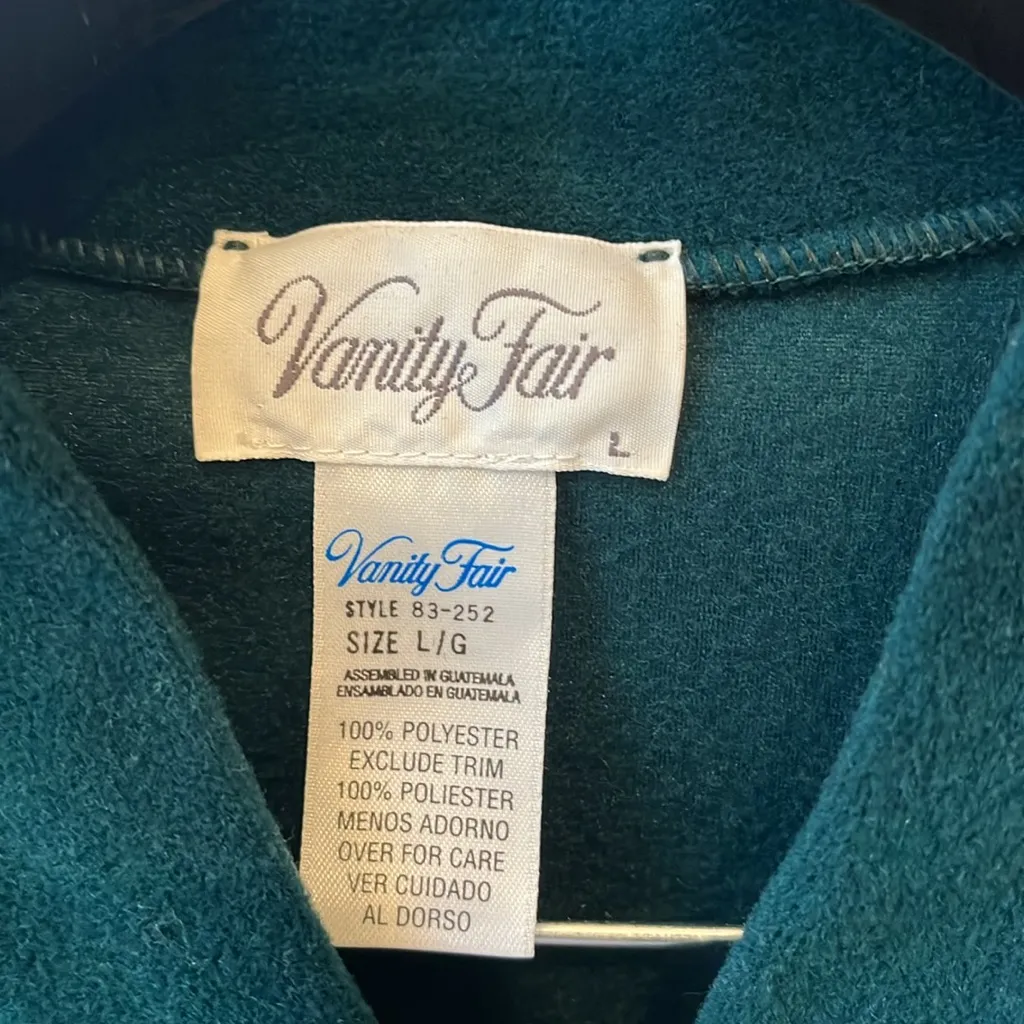 Vanity Fair
L
Vanity Fair
STYLE 83-252
SIZE L/G
ASSEMBLED IN GUATEMALA
ENSAMBLADO EN GUATEMALA
100% POLYESTER
EXCLUDE TRIM
100% POLIESTER
MENOS ADORNO
OVER FOR CARE
VER CUIDADO
AL DORSO